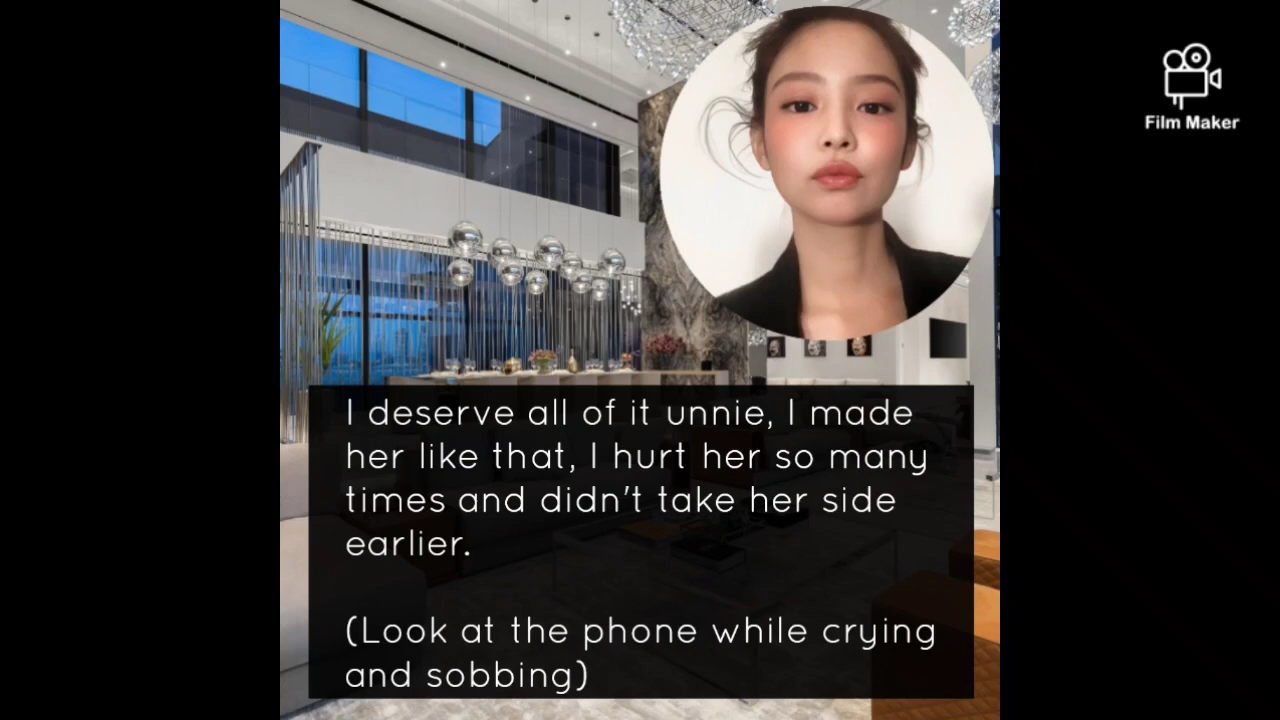 Film Maker
I deserve all of it unnie, I made
her like that, I hurt her so many
times and didn't take her side
earlier.
(Look at the phone while crying
and sobbing)